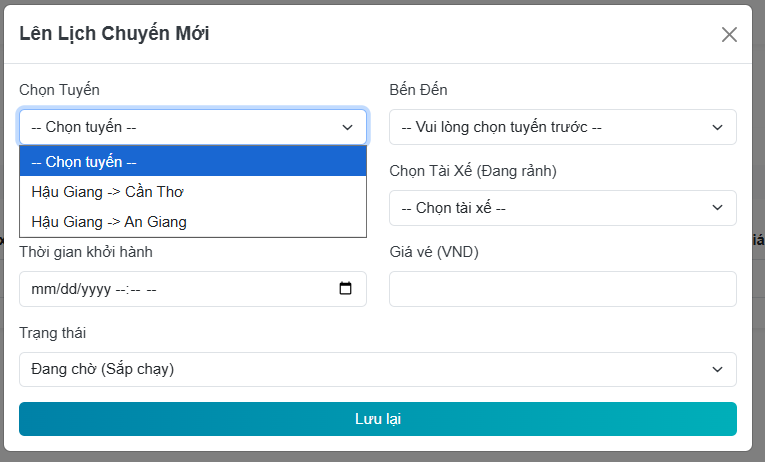 Lên Lịch Chuyến Mới
Chọn Tuyến
Bến Đến
-- Chọn tuyến --
-- Vui lòng chọn tuyến trước --
-- Chọn tuyến --
Hậu Giang -> Cần Thơ
Hậu Giang -> An Giang
Chọn Tài Xế (Đang rảnh)
-- Chọn tài xế --
Thời gian khởi hành
Giá vé (VND)
mm/dd/yyyy --:-- --
Trạng thái
Đang chờ (Sắp chạy)
Lưu lại